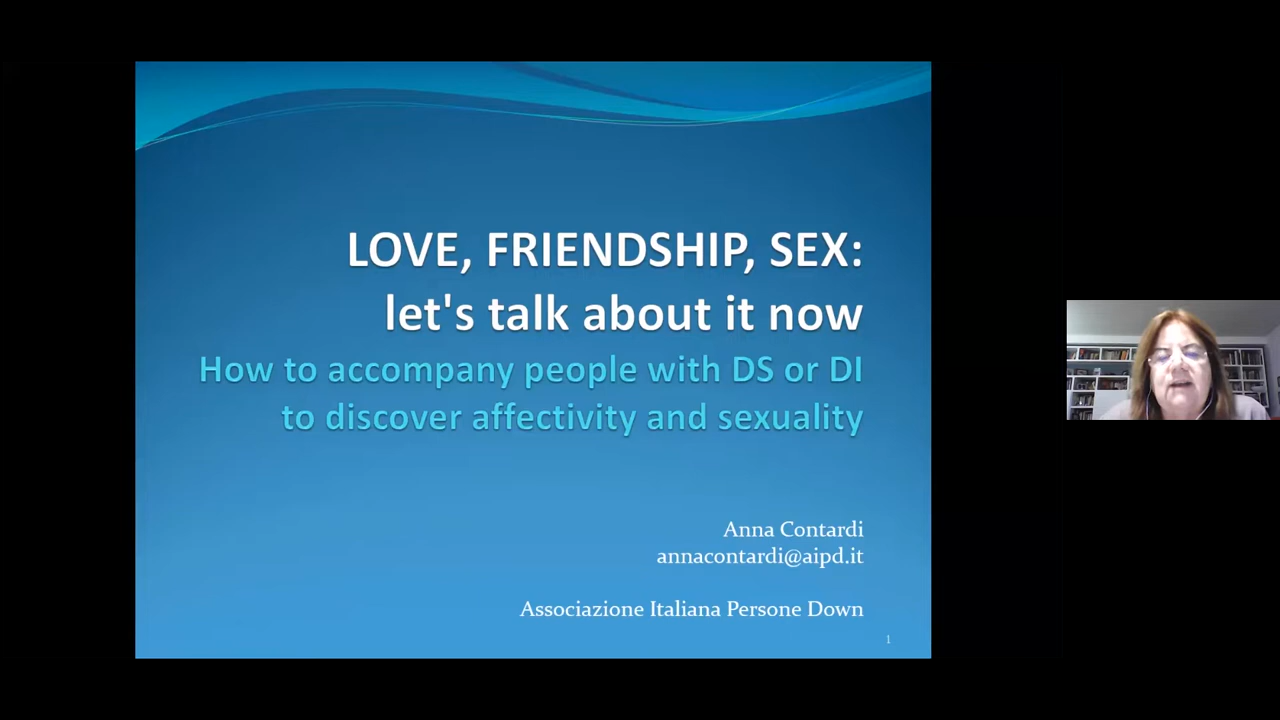 LOVE, FRIENDSHIP, SEX:
let's talk about it now
How to accompany people with DS or DI
to discover affectivity and sexuality
Anna Contardi
annacontardi@aipd.it
Associazione Italiana Persone Down
1